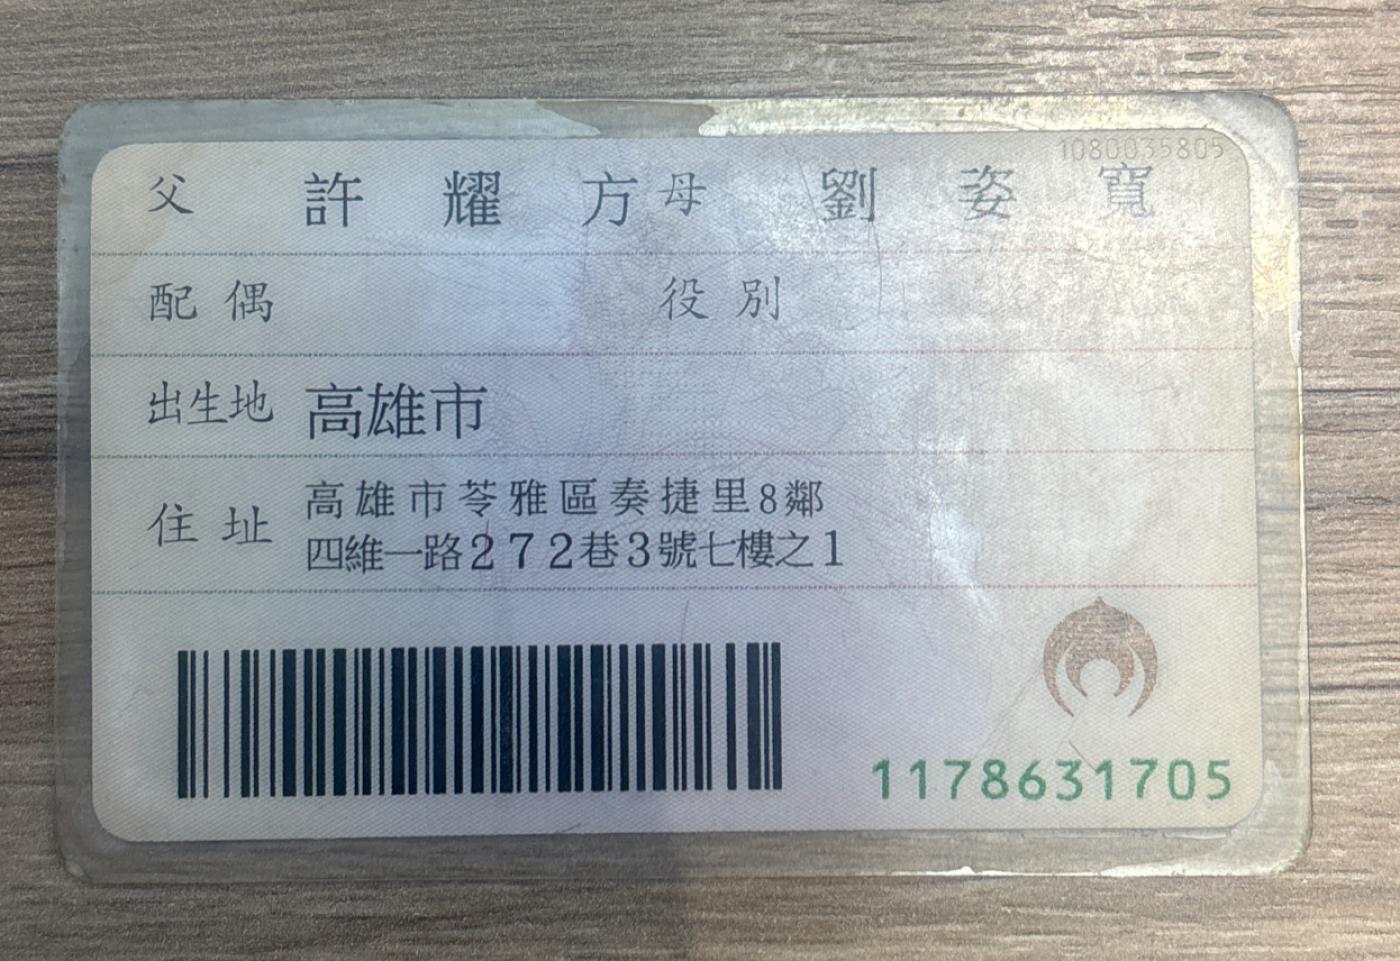 1080035805
父 許耀方 母 劉姿寬
配偶 役別
出生地 高雄市
住址 高雄市苓雅區奏捷里8鄰
四維一路272巷3號七樓之1
1178631705